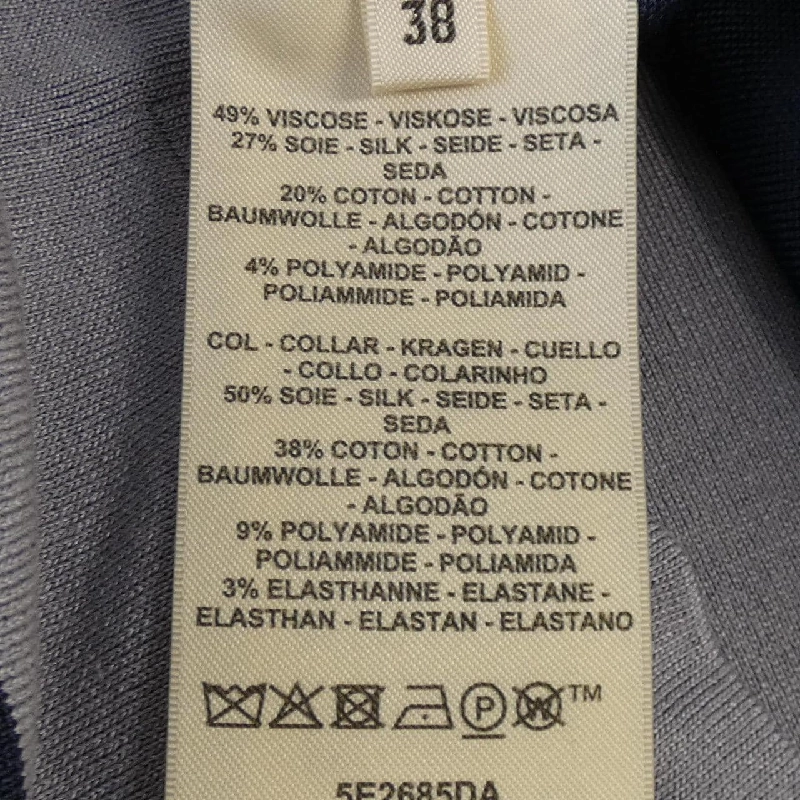 38
49% VISCOSE - VISKOSE - VISCOSA
27% SOIE - SILK - SEIDE - SETA -
SEDA
20% COTON - COTTON -
BAUMWOLLE - ALGODÓN - COTONE
- ALGODÃO
4% POLYAMIDE - POLYAMID -
POLIAMMIDE - POLIAMIDA
COL - COLLAR - KRAGEN - CUELLO
- COLLO - COLARINHO
50% SOIE - SILK - SEIDE - SETA -
SEDA
38% COTON - COTTON -
BAUMWOLLE - ALGODÓN - COTONE
- ALGODÃO
9% POLYAMIDE - POLYAMID -
POLIAMMIDE - POLIAMIDA
3% ELASTHANNE - ELASTANE -
ELASTHAN - ELASTAN - ELASTANO
P W TM
5E2685DA